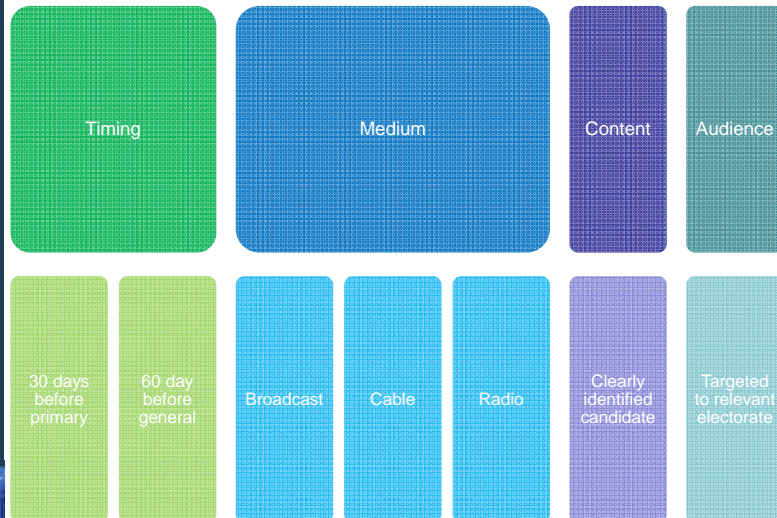 Timing
Medium
Content
Audience
30 days
before
primary
60 day
before
general
Broadcast
Cable
Radio
Clearly
identified
candidate
Targeted
to relevant
electorate